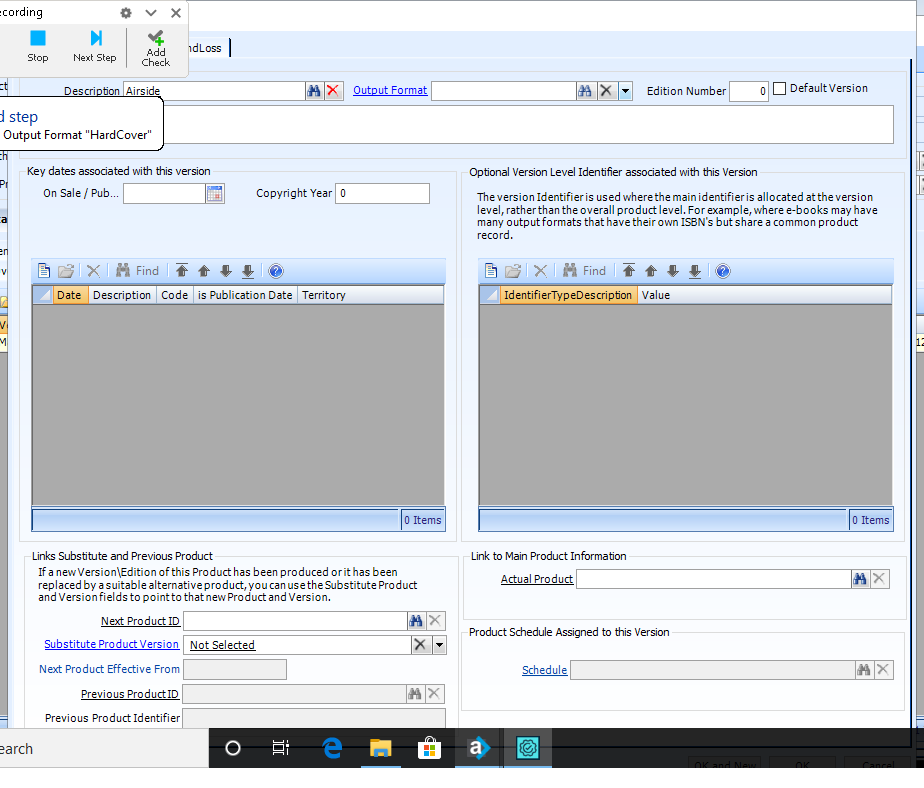 ecording
Stop
Next Step
Add
Check
ndLoss
Description Airside
Output Format
Edition Number 0
Default Version
d step
Output Format "HardCover"
Key dates associated with this version
On Sale / Pub...
Copyright Year 0
Find
Date Description Code is Publication Date Territory
0 Items
Optional Version Level Identifier associated with this Version
The version Identifier is used where the main identifier is allocated at the version
level, rather than the overall product level. For example, where e-books may have
many output formats that have their own ISBN's but share a common product
record.
Find
IdentifierTypeDescription Value
0 Items
Links Substitute and Previous Product
If a new Version\Edition of this Product has been produced or it has been
replaced by a suitable alternative product, you can use the Substitute Product
and Version fields to point to that new Product and Version.
Next Product ID
Substitute Product Version Not Selected
Next Product Effective From
Previous Product ID
Previous Product Identifier
Link to Main Product Information
Actual Product
Product Schedule Assigned to this Version
Schedule
earch
OK and New
OK
Cancel